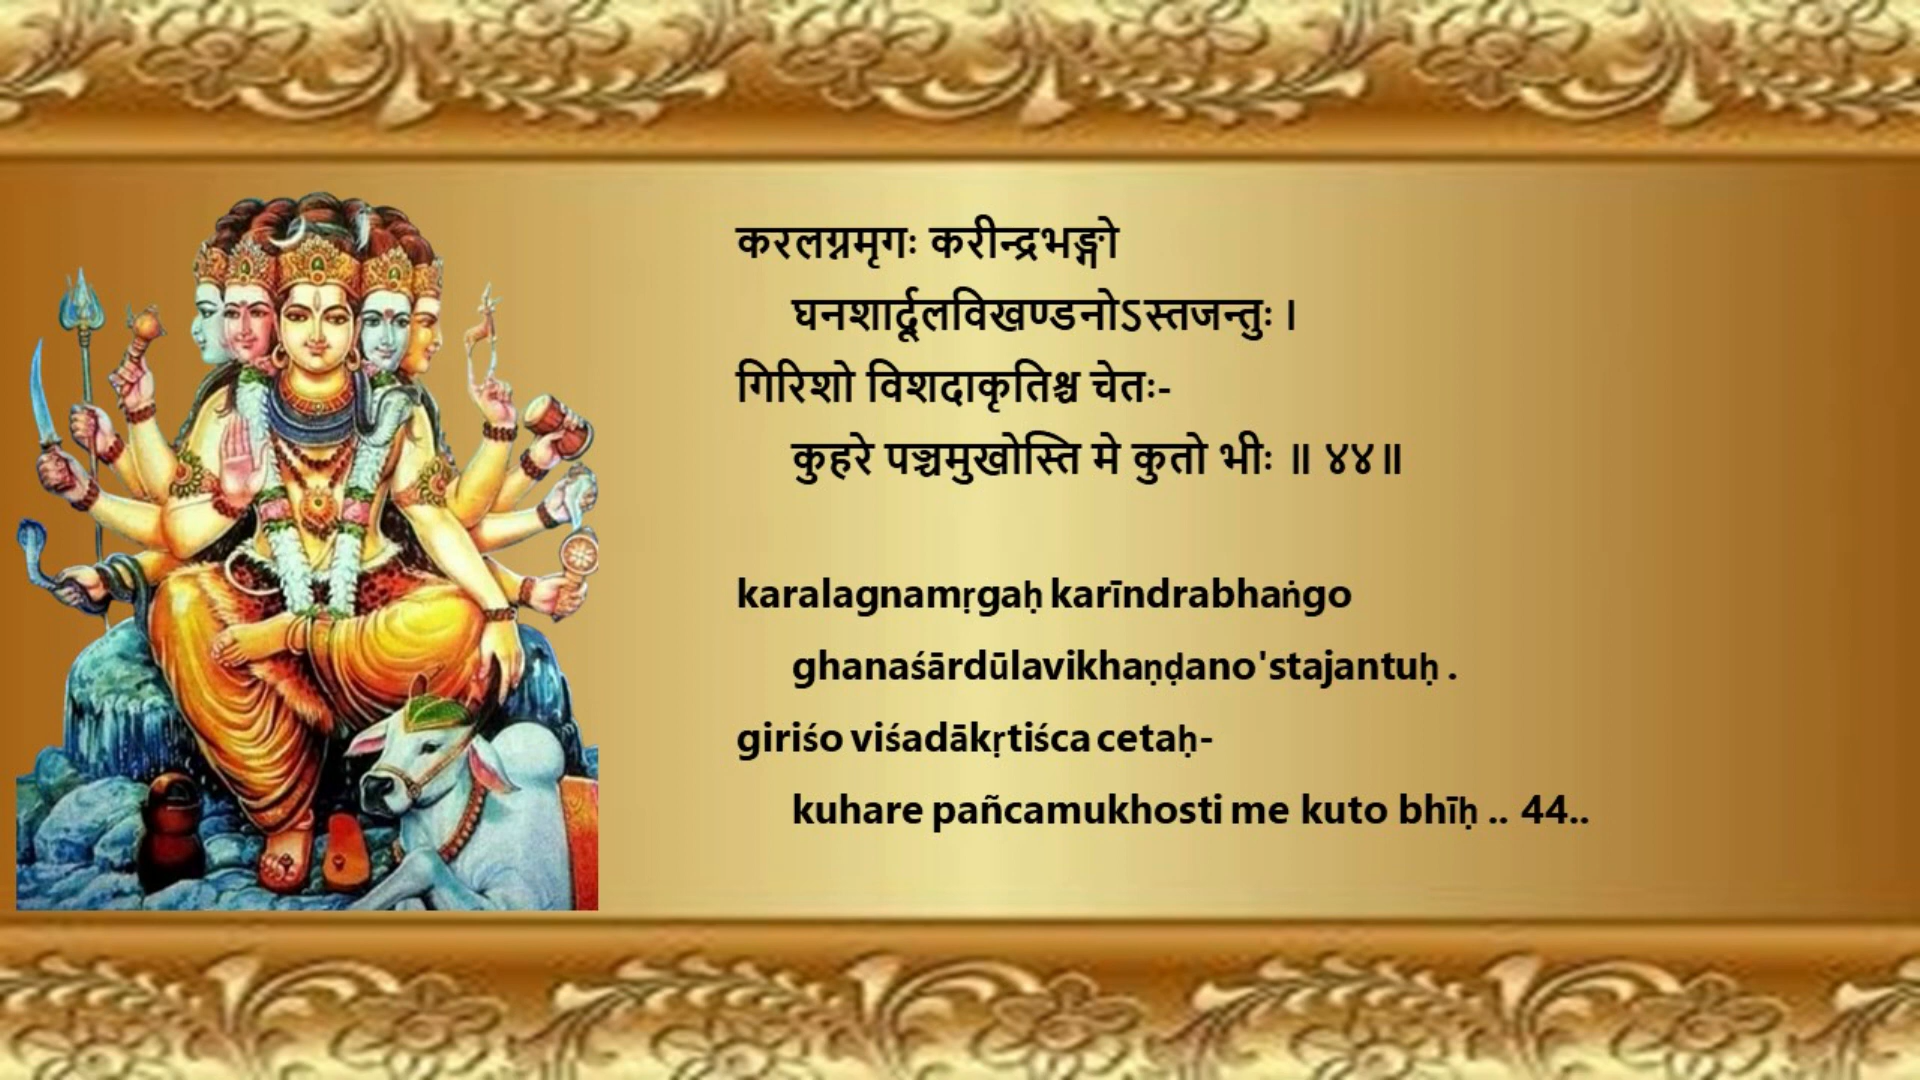 करलग्नमृगः करीन्द्रभङ्गो
घनशार्दूलविखण्डनोऽस्तजन्तुः ।
गिरिशो विशदाकृतिश्च चेतः-
कुहरे पञ्चमुखोस्ति मे कुतो भीः ॥ ४४॥
karalagnamṛgaḥ karīndrabhaṅgo
ghanaśārdūlavikhaṇḍano'stajantuḥ .
giriśo viśadākṛtiśca cetaḥ-
kuhare pañcamukhosti me kuto bhīḥ .. 44..